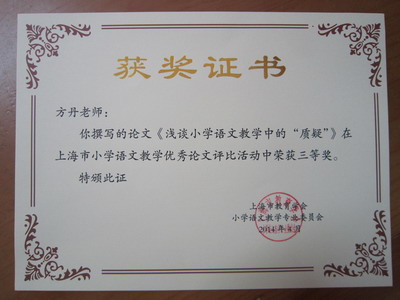 获奖证书
方丹老师：
你撰写的论文《浅谈小学语文教学中的“质疑”》在
上海市小学语文教学优秀论文评比活动中荣获三等奖。
特颁此证
上海市教育学会
小学语文教学专业委员会
2014年4月